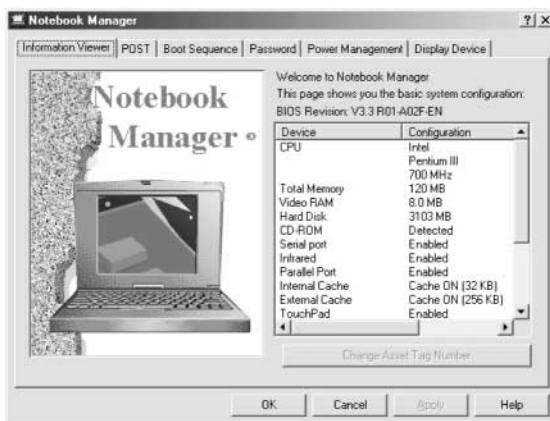 Notebook Manager
Information Viewer POST Boot Sequence Password Power Management Display Device
Notebook
Manager
Welcome to Notebook Manager
This page shows you the basic system configuration:
BIOS Revision: V3.3 R01-A02F-EN
Device Configuration
CPU Intel
Pentium III
700 MHz
Total Memory 120 MB
Video RAM 8.0 MB
Hard Disk 3103 MB
CD-ROM Detected
Serial port Enabled
Infrared Enabled
Parallel Port Enabled
Internal Cache Cache ON (32 KB)
External Cache Cache ON (256 KB)
TouchPad Enabled
Change Asset Tag Number
OK Cancel Apply Help